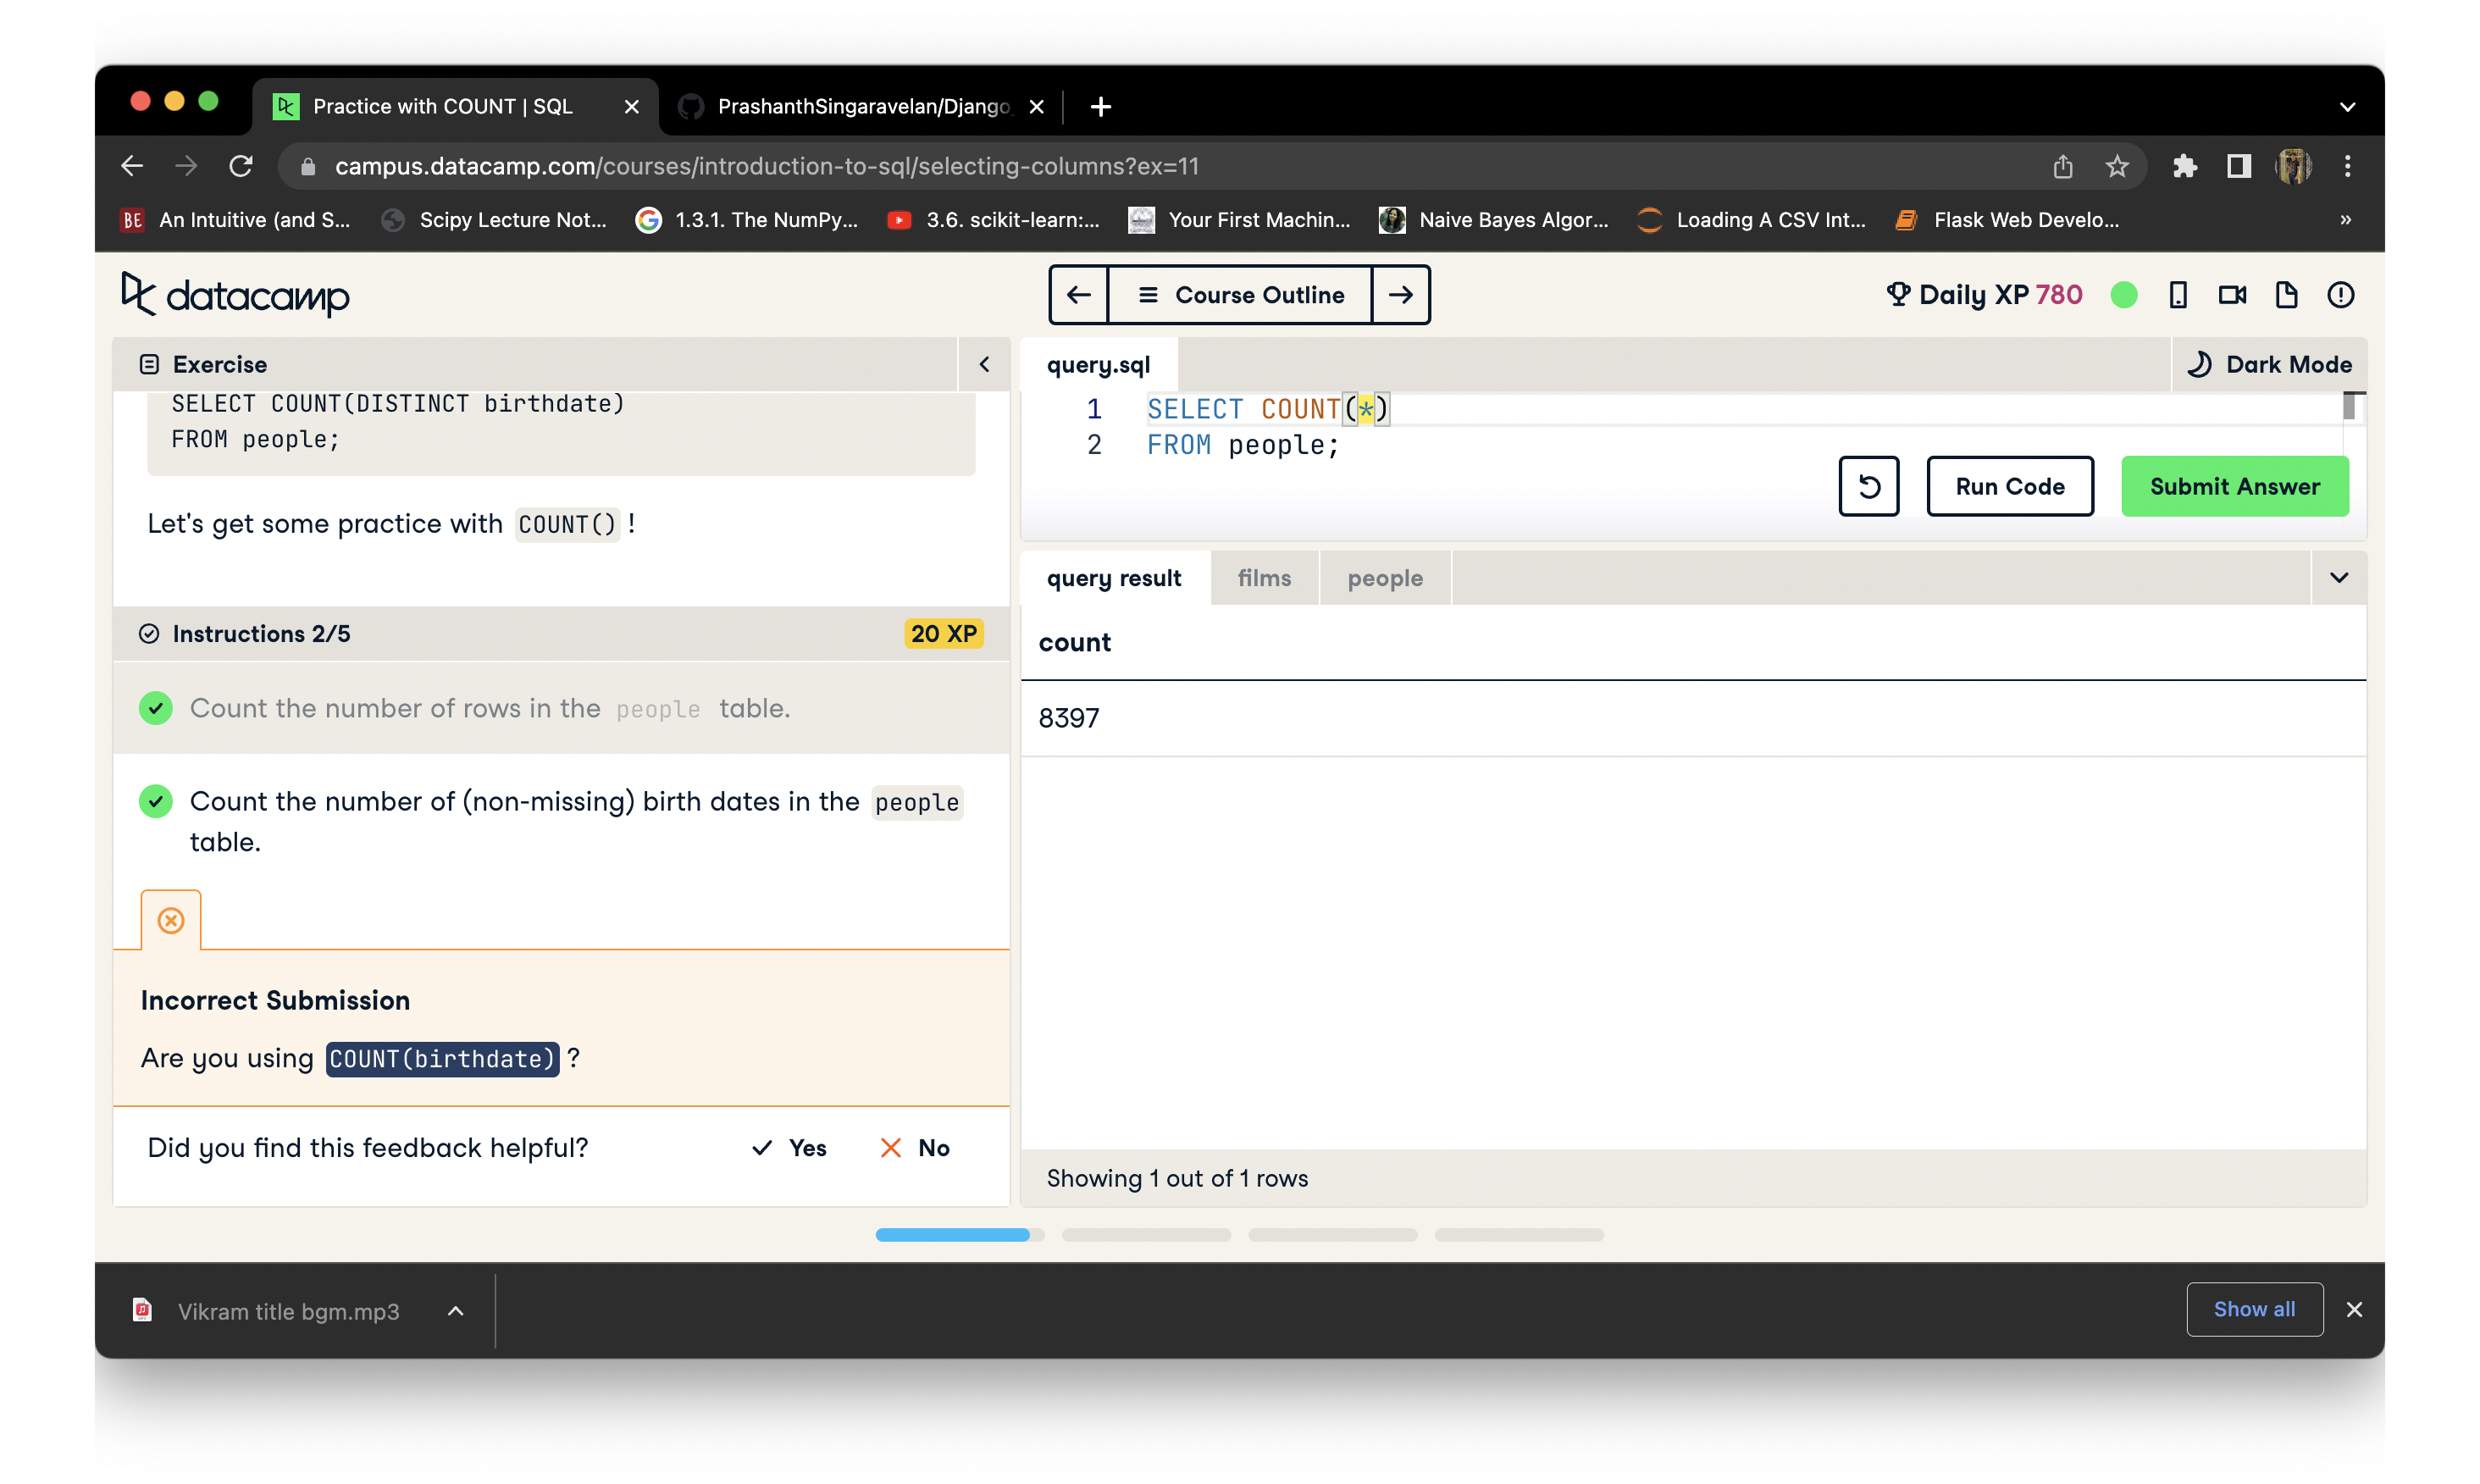 Practice with COUNT | SQL
PrashanthSingaravelan/Django_
campus.datacamp.com/courses/introduction-to-sql/selecting-columns?ex=11
BE An Intuitive (and S...
Scipy Lecture Not...
1.3.1. The NumPy...
3.6. scikit-learn:...
Your First Machin...
Naive Bayes Algor...
Loading A CSV Int...
Flask Web Develo...
»
datacamp
Course Outline
Daily XP 780
Exercise
SELECT COUNT(DISTINCT birthdate)
FROM people;
Let's get some practice with COUNT() !
Instructions 2/5
20 XP
Count the number of rows in the people table.
Count the number of (non-missing) birth dates in the people
table.
Incorrect Submission
Are you using COUNT(birthdate) ?
Did you find this feedback helpful?
Yes
No
query.sql
Dark Mode
1 SELECT COUNT(*)
2 FROM people;
Run Code
Submit Answer
query result
films
people
count
8397
Showing 1 out of 1 rows
Vikram title bgm.mp3
Show all